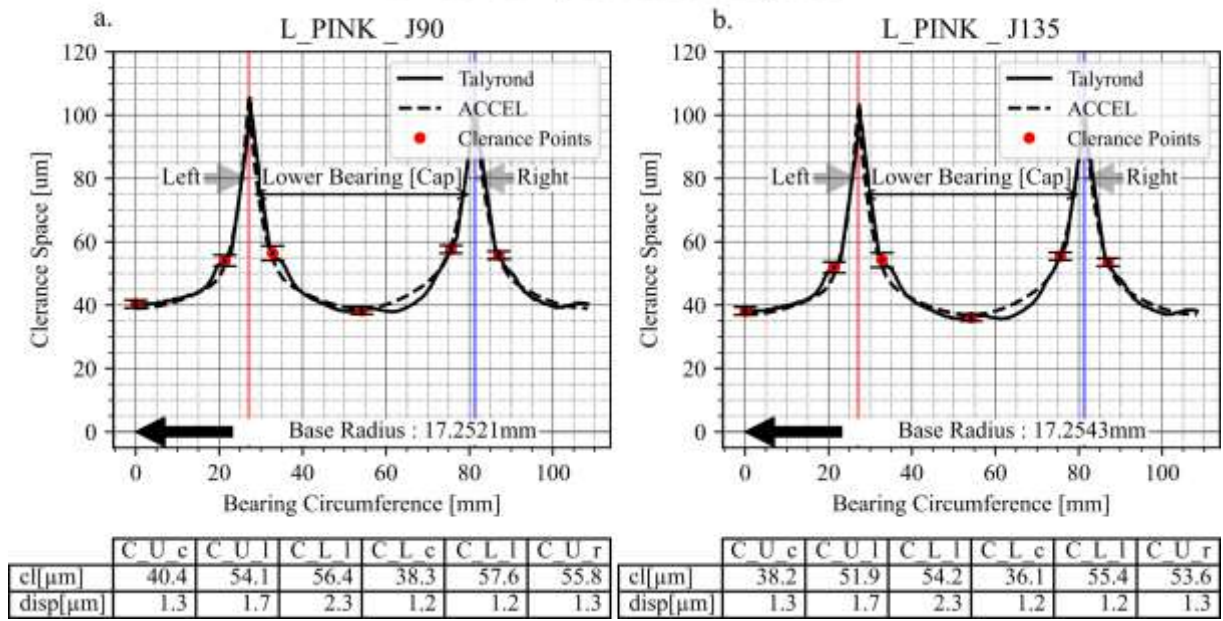 a.
L_PINK _ J90
120
100
80
60
40
20
0
Clerance Space [um]
Talyrond
ACCEL
Clerance Points
Left
Lower Bearing [Cap]
Right
Base Radius : 17.2521mm
0 20 40 60 80 100
Bearing Circumference [mm]
C_U_c C_U_l C_L_l C_L_c C_L_l C_U_r
cl[μm] 40.4 54.1 56.4 38.3 57.6 55.8
disp[μm] 1.3 1.7 2.3 1.2 1.2 1.3
b.
L_PINK _ J135
120
100
80
60
40
20
0
Clerance Space [um]
Talyrond
ACCEL
Clerance Points
Left
Lower Bearing [Cap]
Right
Base Radius : 17.2543mm
0 20 40 60 80 100
Bearing Circumference [mm]
C_U_c C_U_l C_L_l C_L_c C_L_l C_U_r
cl[μm] 38.2 51.9 54.2 36.1 55.4 53.6
disp[μm] 1.3 1.7 2.3 1.2 1.2 1.3